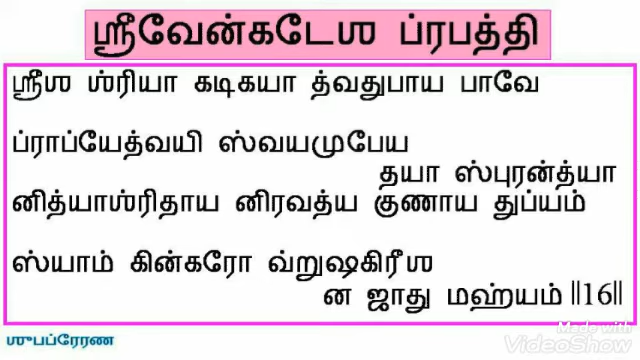 ஸ்ரீவேன்கடேஶ ப்ரபத்தி
ஸ்ரீஶ ஶ்ரியா கடிகயா த்வதுபாய பாவே
ப்ராப்யேத்வயி ஸ்வயமுபேய
தயா ஸ்புரன்த்யா
னித்யாஶ்ரிதாய னிரவத்ய குணாய துப்யம்
ஸ்யாம் கின்கரோ வ்ருஷகிரீஶ
ன ஜாது மஹ்யம் ||16||
ஶுபப்ரேரண
Made with
VideoShow